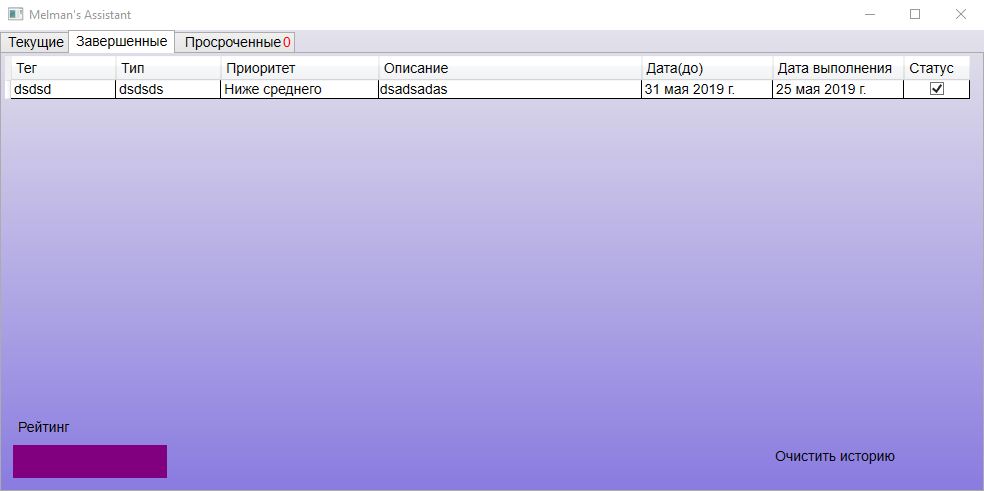 Melman's Assistant
Текущие Завершенные Просроченные 0
Тег Тип Приоритет Описание Дата(до) Дата выполнения Статус
dsdsd dsdsds Ниже среднего dsadsadas 31 мая 2019 г. 25 мая 2019 г.
Рейтинг
Очистить историю